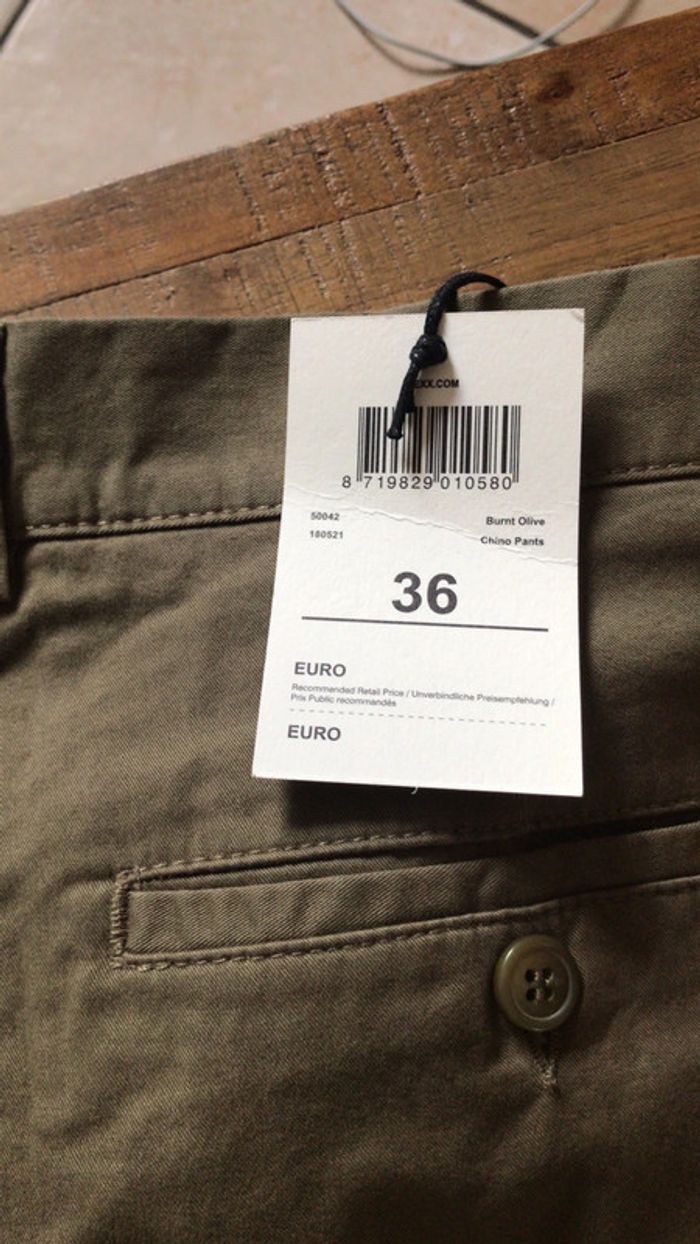 EXX.COM
8 719829 010580
50042 Burnt Olive
180521 Chino Pants
36
EURO
Recommended Retail Price / Unverbindliche Preisempfehlung /
Prix Public recommandés
EURO